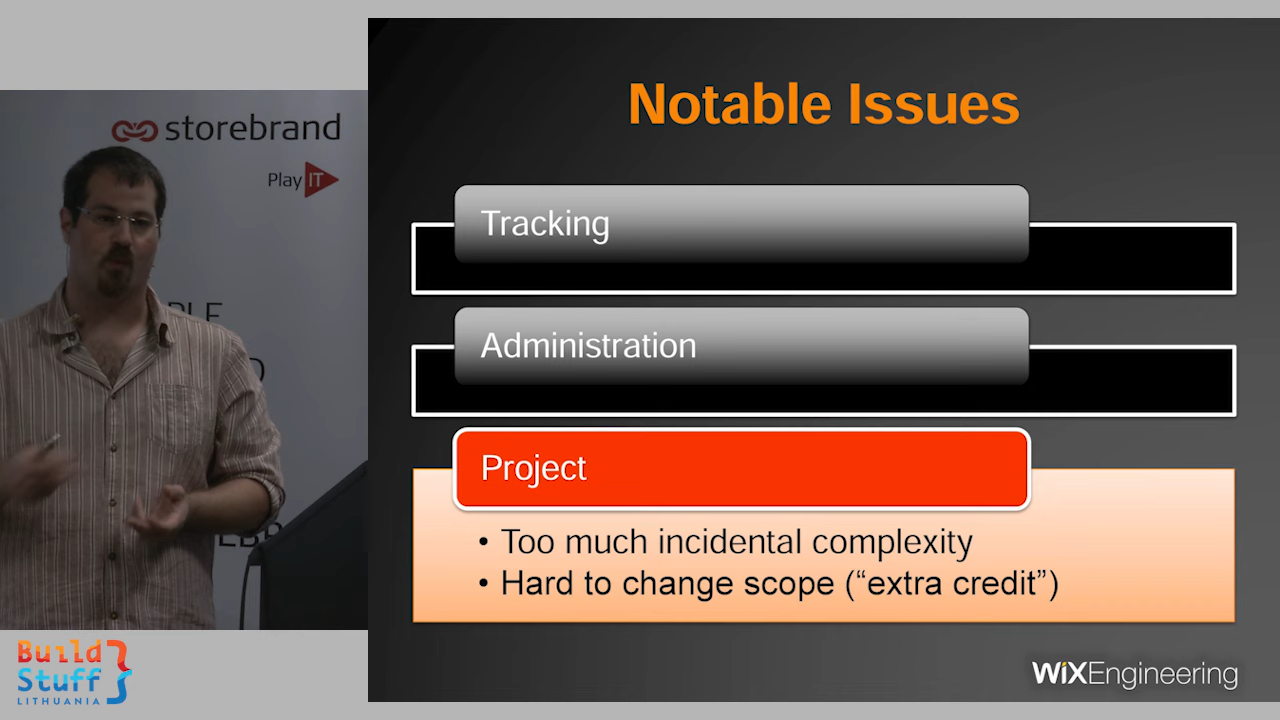 storebrand
Play IT
Build
Stuff
LITHUANIA
Notable Issues
Tracking
Administration
Project
• Too much incidental complexity
• Hard to change scope (“extra credit”)
WiXEngineering